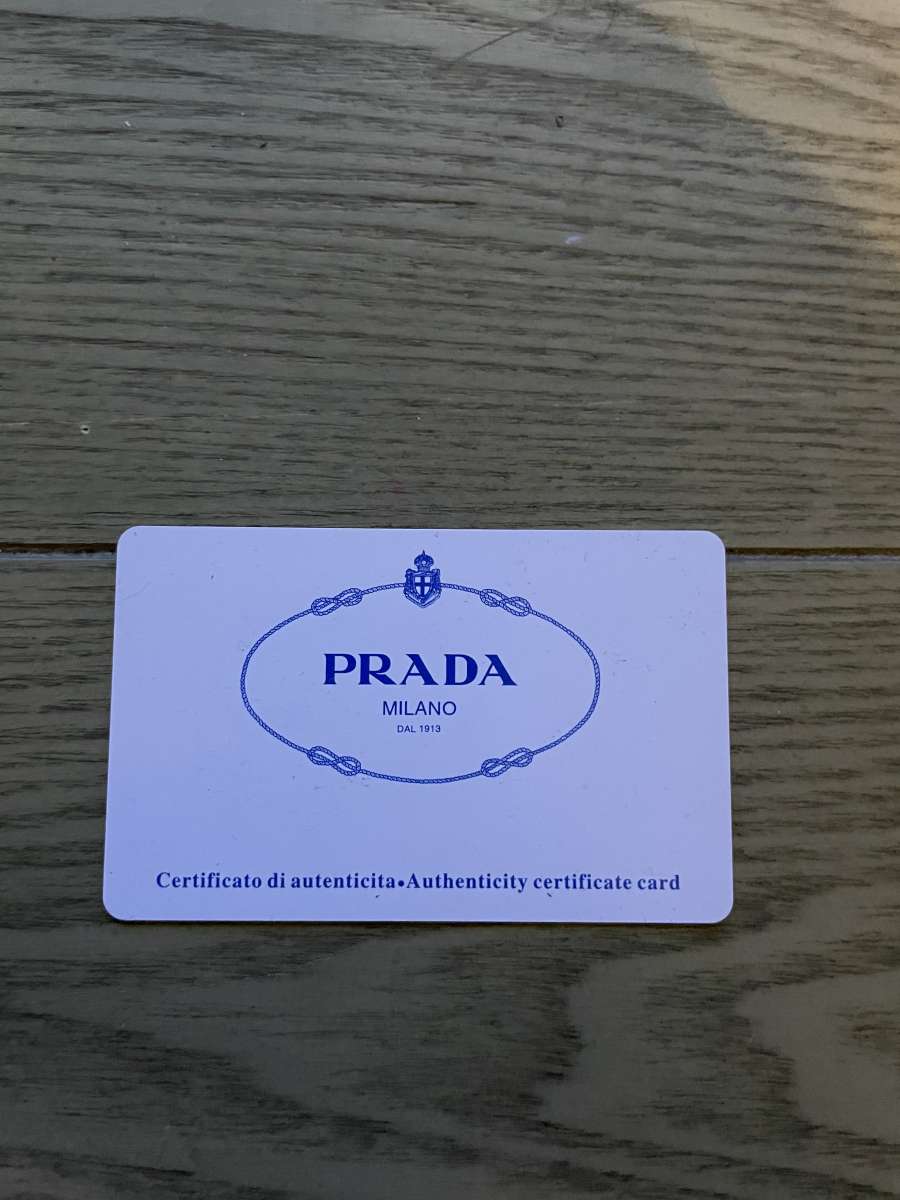 PRADA
MILANO
DAL 1913
Certificato di autenticita•Authenticity certificate card